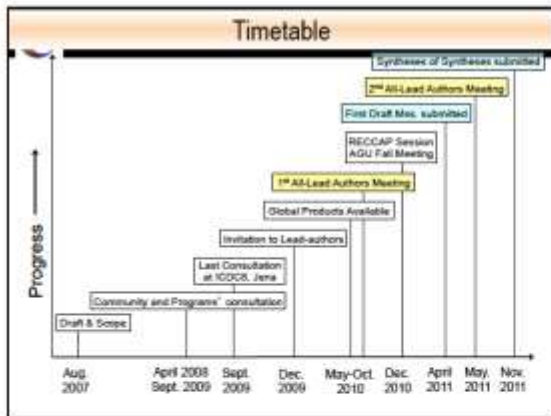 Timetable
Syntheses of Syntheses submitted
2nd All-Lead Authors Meeting
First Draft Mss. submitted
RECCAP Session
AGU Fall Meeting
1st All-Lead Authors Meeting
Global Products Available
Invitation to Lead-authors
Last Consultation
at ICDC8, Jena
Community and Programs' consultation
Draft & Scope
Progress
Aug.
2007
April 2008
Sept. 2009
Sept.
2009
Dec.
2009
May-Oct.
2010
Dec.
2010
April
2011
May.
2011
Nov.
2011